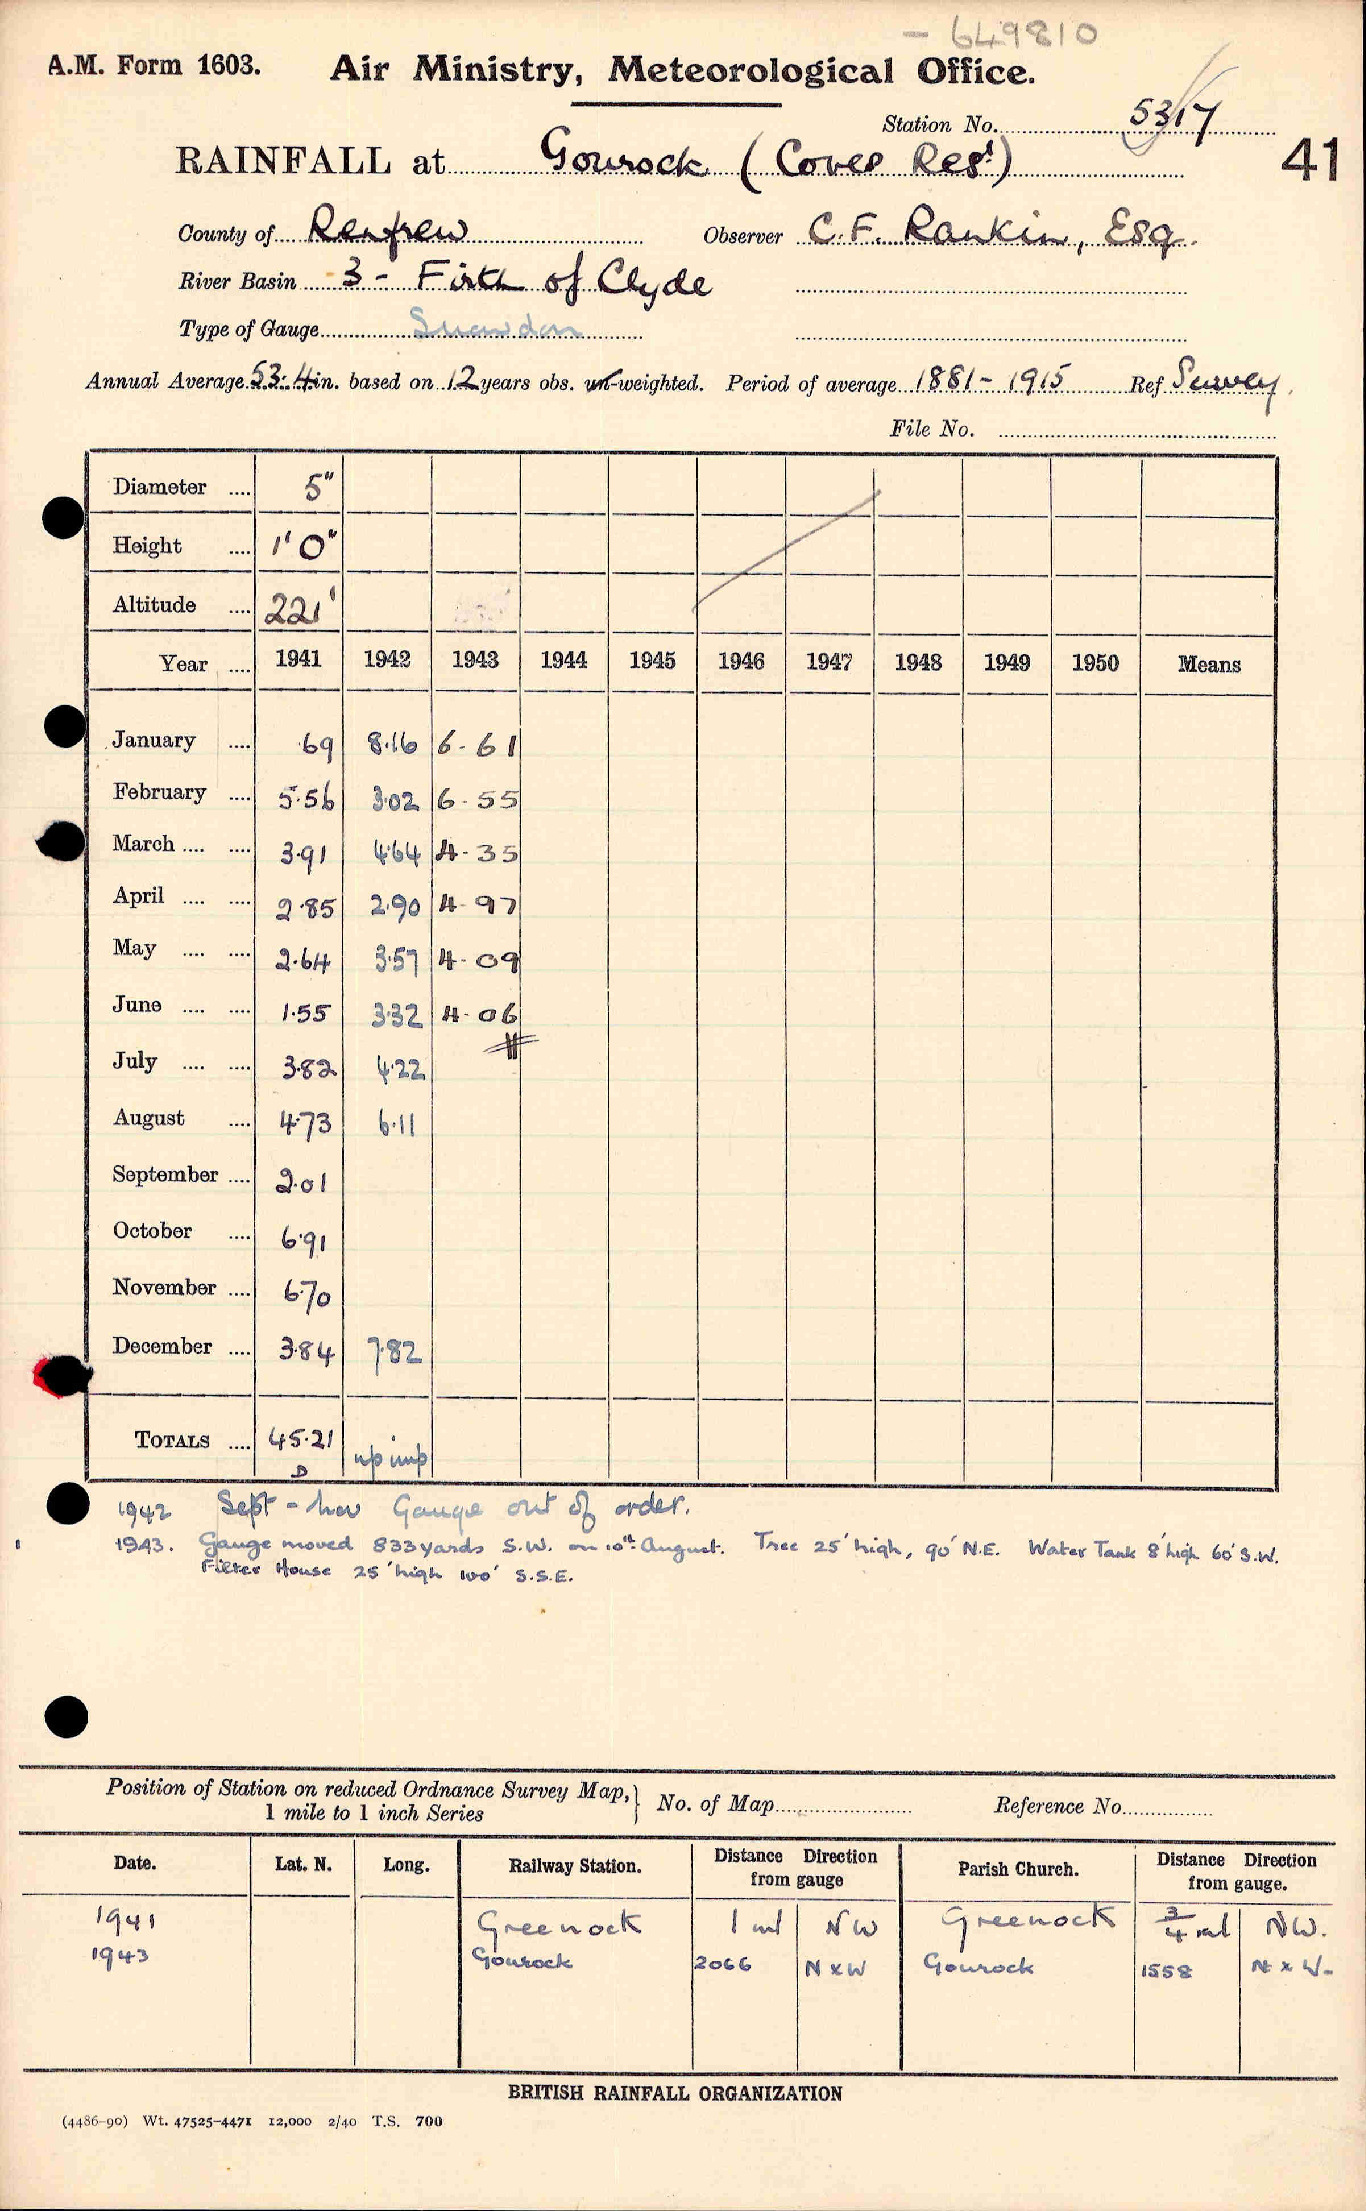 - 649810
A.M. Form 1603. Air Ministry, Meteorological Office.
Station No. 5317
41
RAINFALL at Gourock (Coves Resr)
County of Renfrew Observer C.F. Rankin, Esq.
River Basin 3 - Firth of Clyde
Type of Gauge Snowdon
Annual Average 53.4 in. based on 12 years obs. un-weighted. Period of average 1881 - 1915 Ref Survey.
File No.
Diameter .... 5"
Height .... 1' 0"
Altitude .... 221'
Year .... 1941 1942 1943 1944 1945 1946 1947 1948 1949 1950 Means
January .... .69 8.16 6.61
February .... 5.56 3.02 6.55
March .... .... 3.91 4.64 4.35
April .... .... 2.85 2.90 4.97
May .... .... 2.64 3.57 4.09
June .... .... 1.55 3.32 4.06
July .... .... 3.82 4.22
August .... 4.73 6.11
September .... 2.01
October .... 6.91
November .... 6.70
December .... 3.84 7.82
TOTALS .... 45.21 up imp
D
1942 Sept - Nov Gauge out of order.
1943. Gauge moved 833 yards S.W. on 10th August. Tree 25' high, 90' N.E. Water Tank 8' high 60' S.W.
Filter House 25' high 100' S.S.E.
Position of Station on reduced Ordnance Survey Map, } No. of Map Reference No.
1 mile to 1 inch Series
Date. Lat. N. Long. Railway Station. Distance Direction from gauge Parish Church. Distance Direction from gauge.
1941 Greenock 1 ml NW Greenock 3/4 ml NW.
1943 Gourock 2066 N x W Gourock 1558 N x W.
BRITISH RAINFALL ORGANIZATION
(4486-90) Wt. 47525-4471 12,000 2/40 T.S. 700